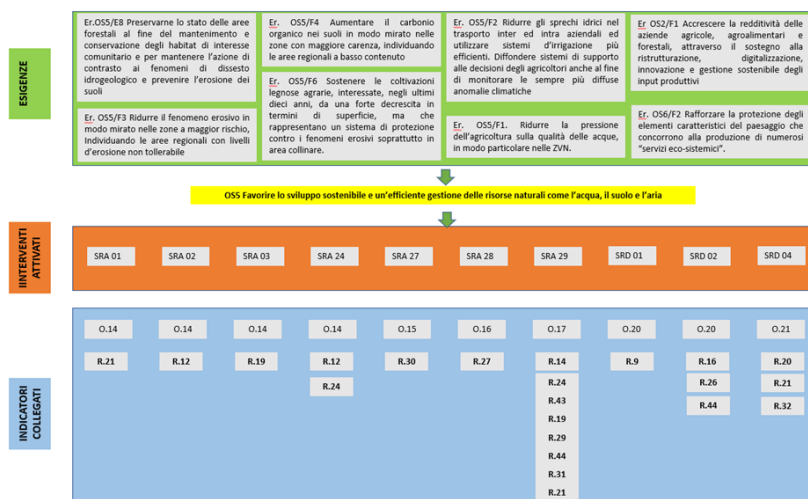 ESIGENZE
Er.OS5/E8 Preservarne lo stato delle aree
forestali al fine del mantenimento e
conservazione degli habitat di interesse
comunitario e per mantenere l'azione di
contrasto ai fenomeni di dissesto
idrogeologico e prevenire l'erosione dei
suoli
Er. OS5/F3 Ridurre il fenomeno erosivo in
modo mirato nelle zone a maggior rischio,
Individuando le aree regionali con livelli
d'erosione non tollerabile
Er. OS5/F4 Aumentare il carbonio
organico nei suoli in modo mirato nelle
zone con maggiore carenza, individuando
le aree regionali a basso contenuto
Er. OS5/F6 Sostenere le coltivazioni
legnose agrarie, interessate, negli ultimi
dieci anni, da una forte decrescita in
termini di superficie, ma che
rappresentano un sistema di protezione
contro i fenomeni erosivi soprattutto in
area collinare.
Er. OS5/F2 Ridurre gli sprechi idrici nel
trasporto inter ed intra aziendali ed
utilizzare sistemi d'irrigazione più
efficienti. Diffondere sistemi di supporto
alle decisioni degli agricoltori anche al fine
di monitorare le sempre più diffuse
anomalie climatiche
Er. OS5/F1. Ridurre la pressione
dell'agricoltura sulla qualità delle acque,
in modo particolare nelle ZVN.
Er OS2/F1 Accrescere la redditività delle
aziende agricole, agroalimentari e
forestali, attraverso il sostegno alla
ristrutturazione, digitalizzazione,
innovazione e gestione sostenibile degli
input produttivi
Er. OS6/F2 Rafforzare la protezione degli
elementi caratteristici del paesaggio che
concorrono alla produzione di numerosi
"servizi eco-sistemici".
OS5 Favorire lo sviluppo sostenibile e un'efficiente gestione delle risorse naturali come l'acqua, il suolo e l'aria
IINTERVENTI
ATTIVATI
SRA 01 SRA 02 SRA 03 SRA 24 SRA 27 SRA 28 SRA 29 SRD 01 SRD 02 SRD 04
INDICATORI
COLLEGATI
O.14 O.14 O.14 O.14 O.15 O.16 O.17 O.20 O.20 O.21
R.21 R.12 R.19 R.12 R.30 R.27 R.14 R.9 R.16 R.20
R.24 R.24 R.26 R.21
R.43 R.44 R.32
R.19
R.29
R.44
R.31
R.21